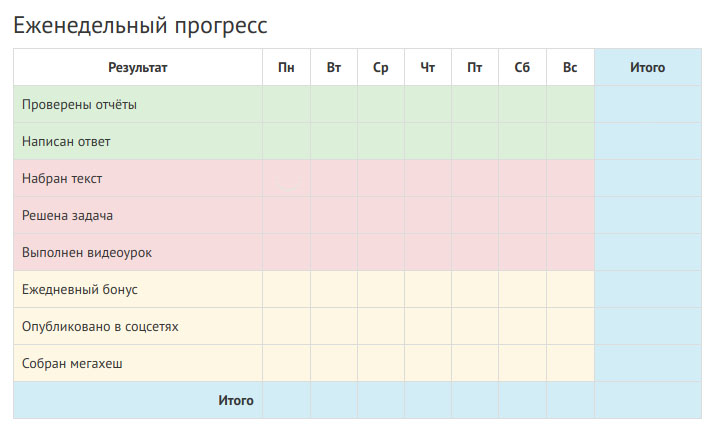 Еженедельный прогресс
Результат Пн Вт Ср Чт Пт Сб Вс Итого
Проверены отчёты
Написан ответ
Набран текст
Решена задача
Выполнен видеоурок
Ежедневный бонус
Опубликовано в соцсетях
Собран мегахеш
Итого